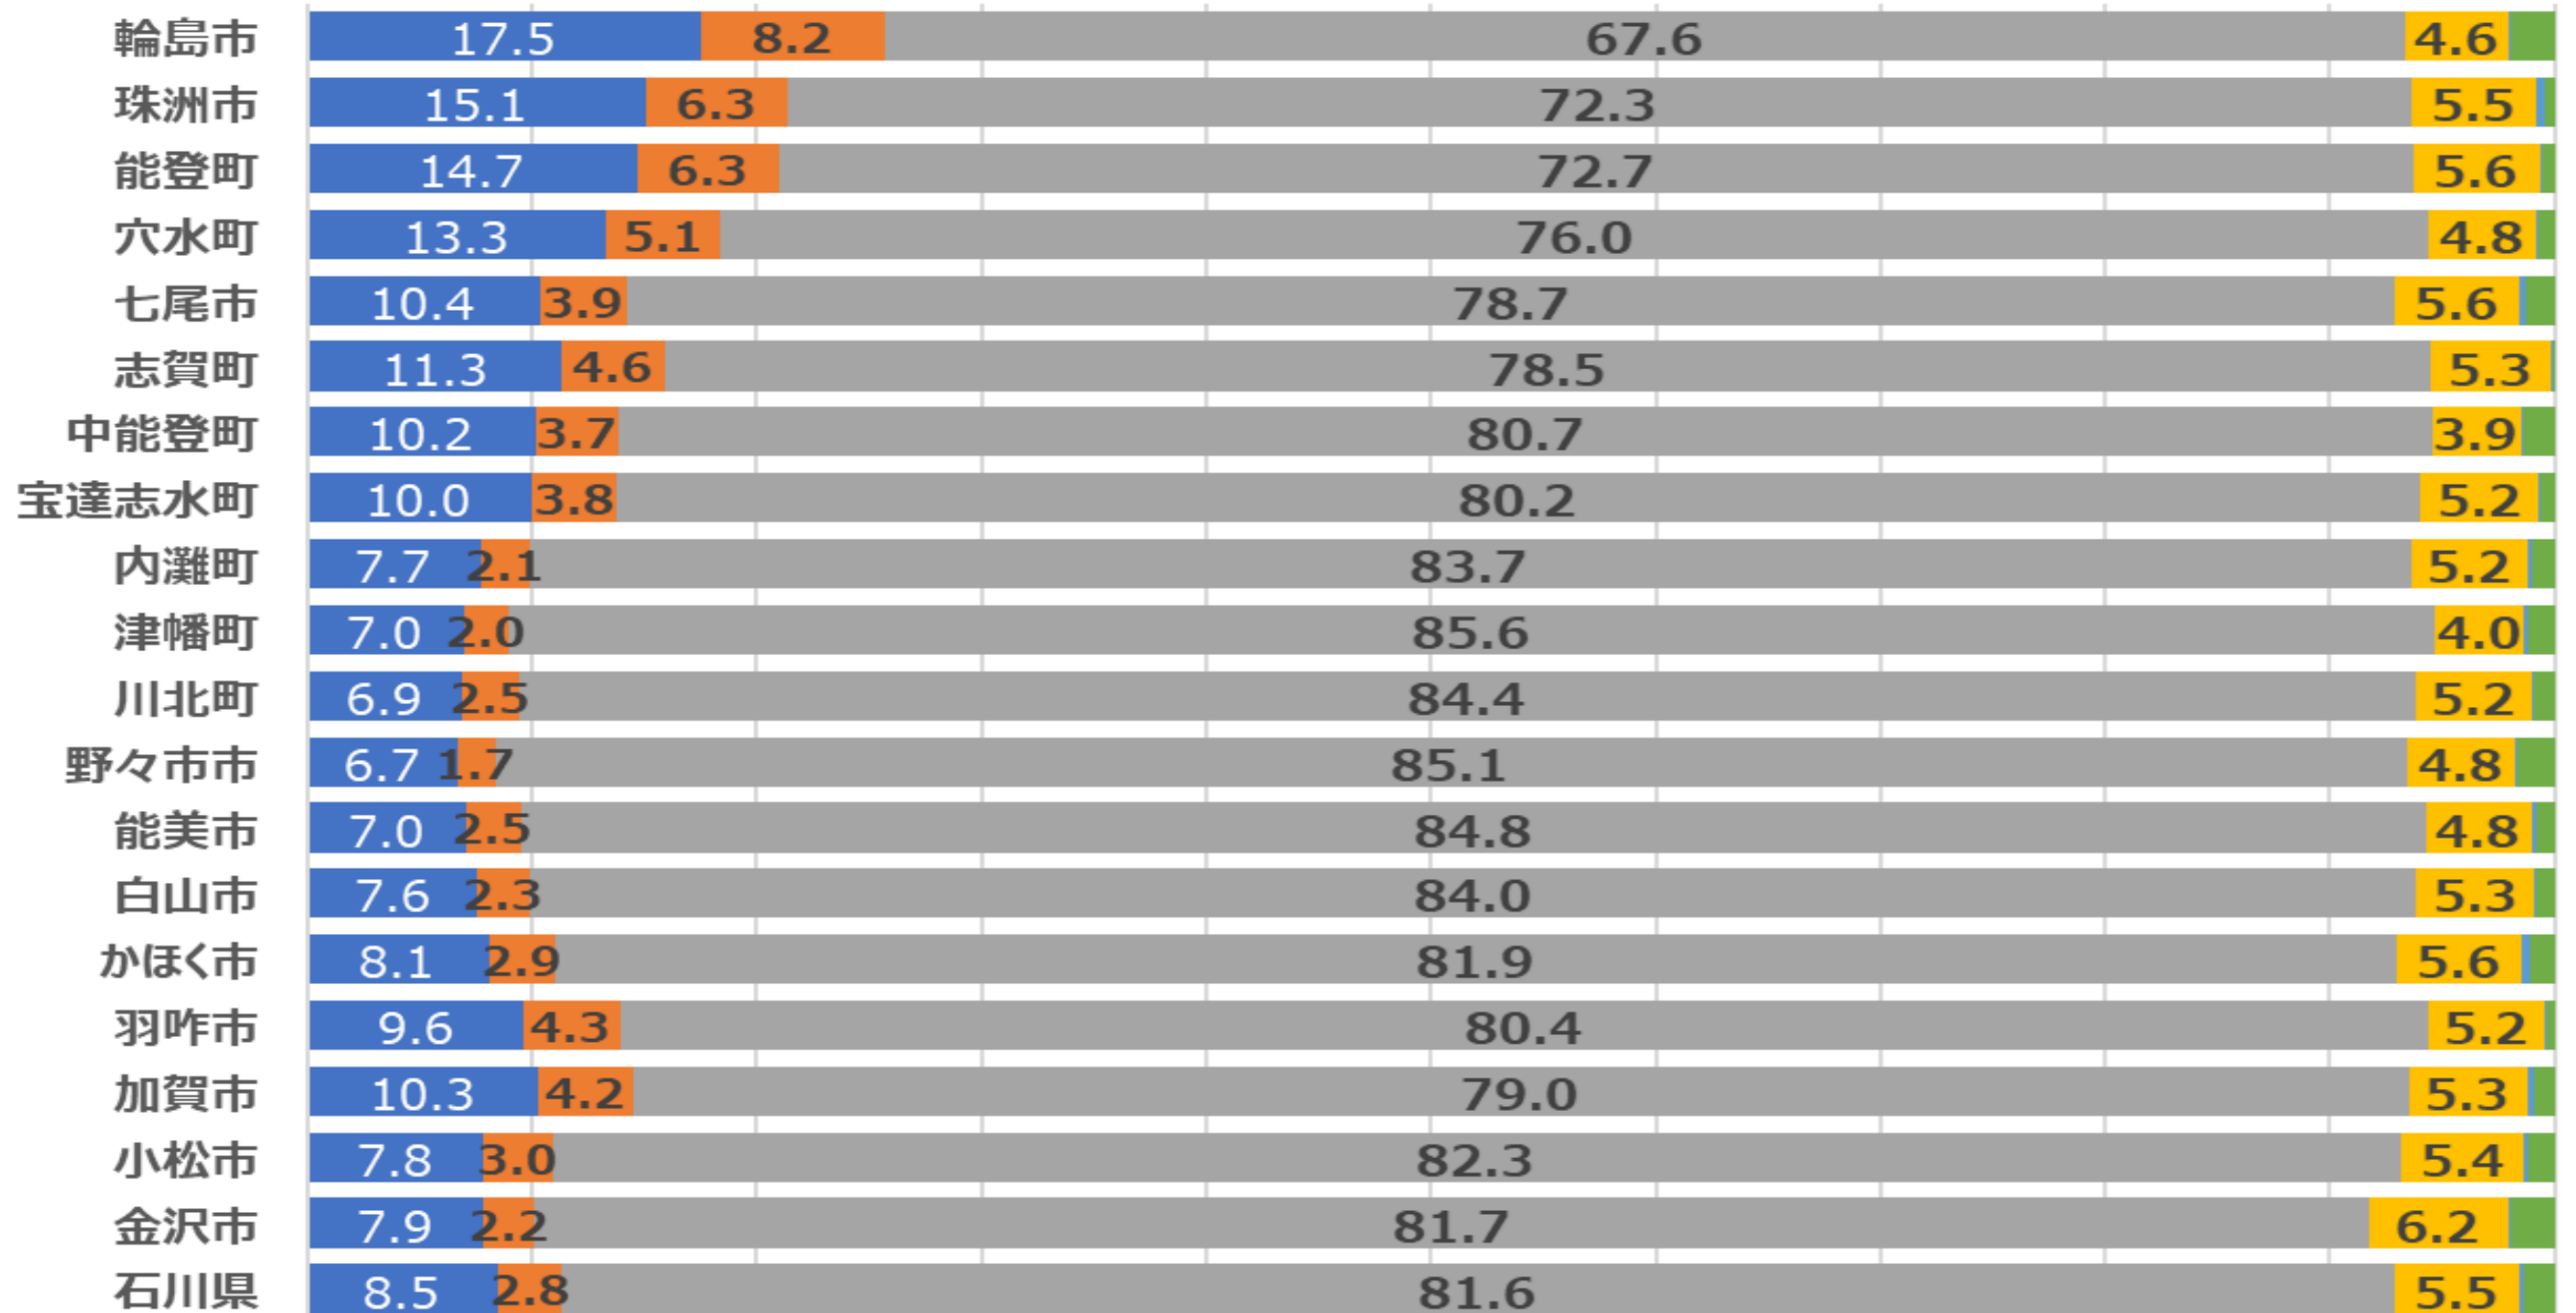 輪島市 17.5 8.2 67.6 4.6
珠洲市 15.1 6.3 72.3 5.5
能登町 14.7 6.3 72.7 5.6
穴水町 13.3 5.1 76.0 4.8
七尾市 10.4 3.9 78.7 5.6
志賀町 11.3 4.6 78.5 5.3
中能登町 10.2 3.7 80.7 3.9
宝達志水町 10.0 3.8 80.2 5.2
内灘町 7.7 2.1 83.7 5.2
津幡町 7.0 2.0 85.6 4.0
川北町 6.9 2.5 84.4 5.2
野々市市 6.7 1.7 85.1 4.8
能美市 7.0 2.5 84.8 4.8
白山市 7.6 2.3 84.0 5.3
かほく市 8.1 2.9 81.9 5.6
羽咋市 9.6 4.3 80.4 5.2
加賀市 10.3 4.2 79.0 5.3
小松市 7.8 3.0 82.3 5.4
金沢市 7.9 2.2 81.7 6.2
石川県 8.5 2.8 81.6 5.5